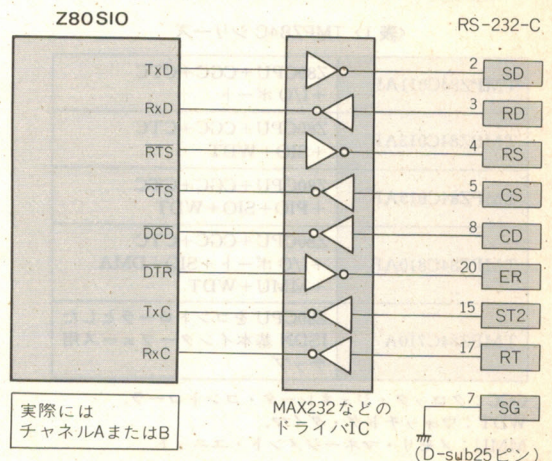 Z80SIO
RS-232-C
TxD
2
SD
RxD
3
RD
RTS
4
RS
CTS
5
CS
DCD
8
CD
DTR
20
ER
TxC
15
ST2
RxC
17
RT
7
SG
実際には
チャネルAまたはB
MAX232などの
ドライバIC
(D-sub25ピン)